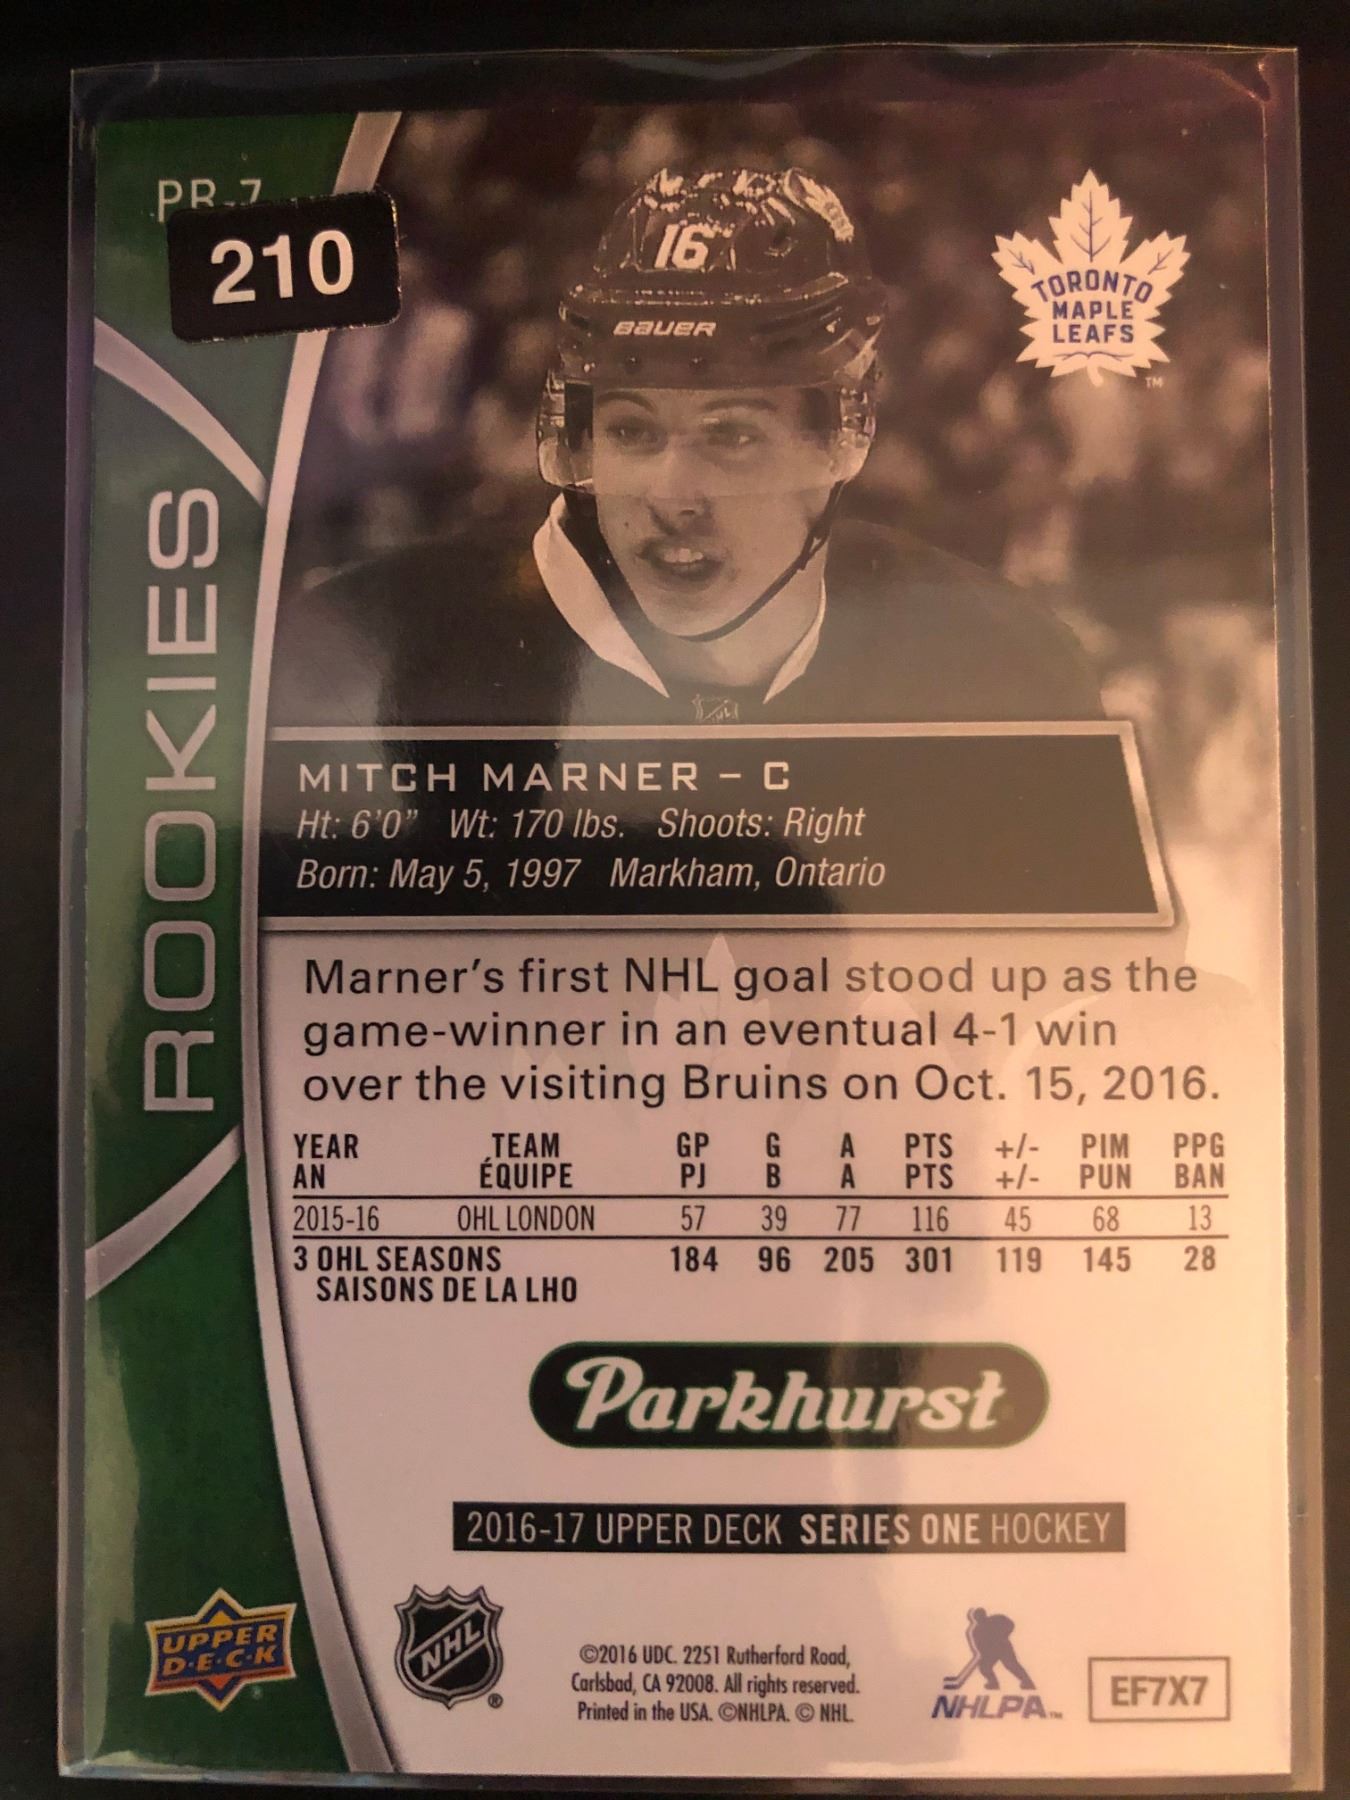 PR-7
210
16
BAUER
TORONTO
MAPLE
LEAFS
TM
ROOKIES
MITCH MARNER – C
Ht: 6'0" Wt: 170 lbs. Shoots: Right
Born: May 5, 1997 Markham, Ontario
Marner's first NHL goal stood up as the
game-winner in an eventual 4-1 win
over the visiting Bruins on Oct. 15, 2016.
YEAR TEAM GP G A PTS +/- PIM PPG
AN ÉQUIPE PJ B A PTS +/- PUN BAN
2015-16 OHL LONDON 57 39 77 116 45 68 13
3 OHL SEASONS 184 96 205 301 119 145 28
SAISONS DE LA LHO
Parkhurst
2016-17 UPPER DECK SERIES ONE HOCKEY
UPPER
D·E·C·K
NHL ®
©2016 UDC. 2251 Rutherford Road,
Carlsbad, CA 92008. All rights reserved.
Printed in the USA. ©NHLPA. © NHL.
NHLPA™
EF7X7